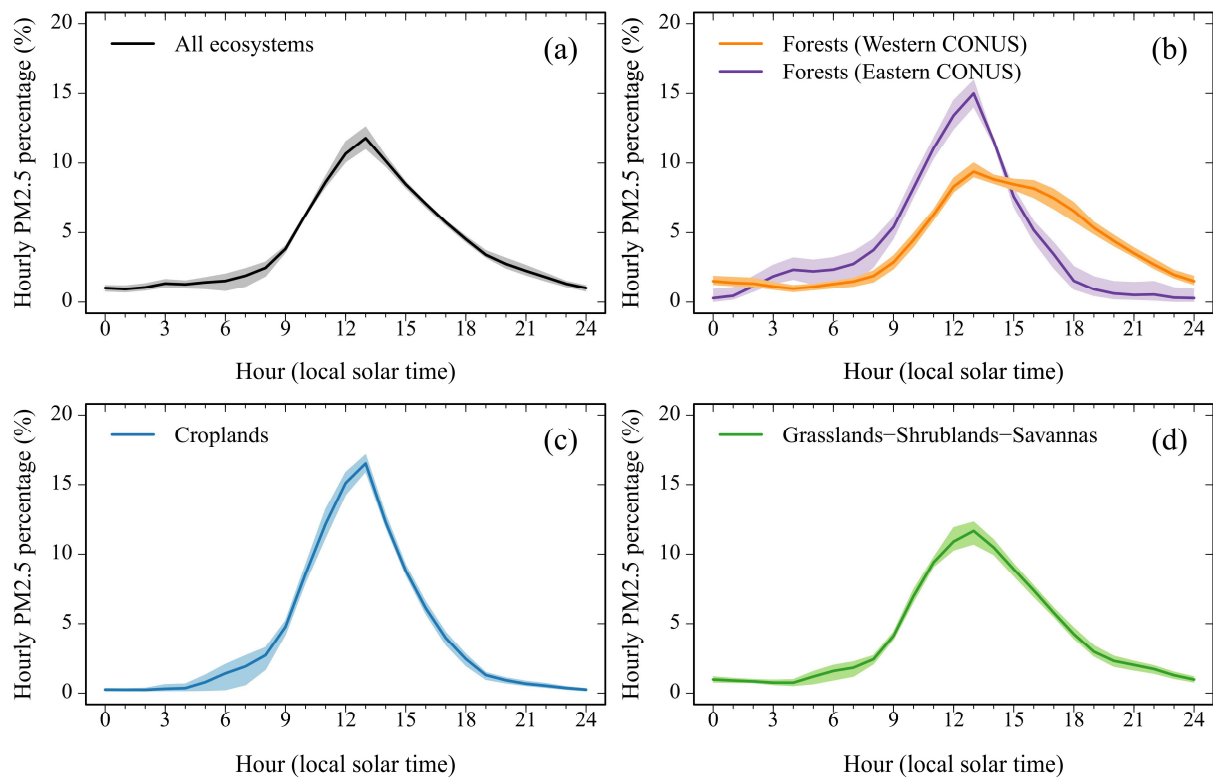 Hourly PM2.5 percentage (%)
20
15
10
5
0
All ecosystems
(a)
0 3 6 9 12 15 18 21 24
Hour (local solar time)
Hourly PM2.5 percentage (%)
20
15
10
5
0
Forests (Western CONUS)
Forests (Eastern CONUS)
(b)
0 3 6 9 12 15 18 21 24
Hour (local solar time)
Hourly PM2.5 percentage (%)
20
15
10
5
0
Croplands
(c)
0 3 6 9 12 15 18 21 24
Hour (local solar time)
Hourly PM2.5 percentage (%)
20
15
10
5
0
Grasslands−Shrublands−Savannas
(d)
0 3 6 9 12 15 18 21 24
Hour (local solar time)